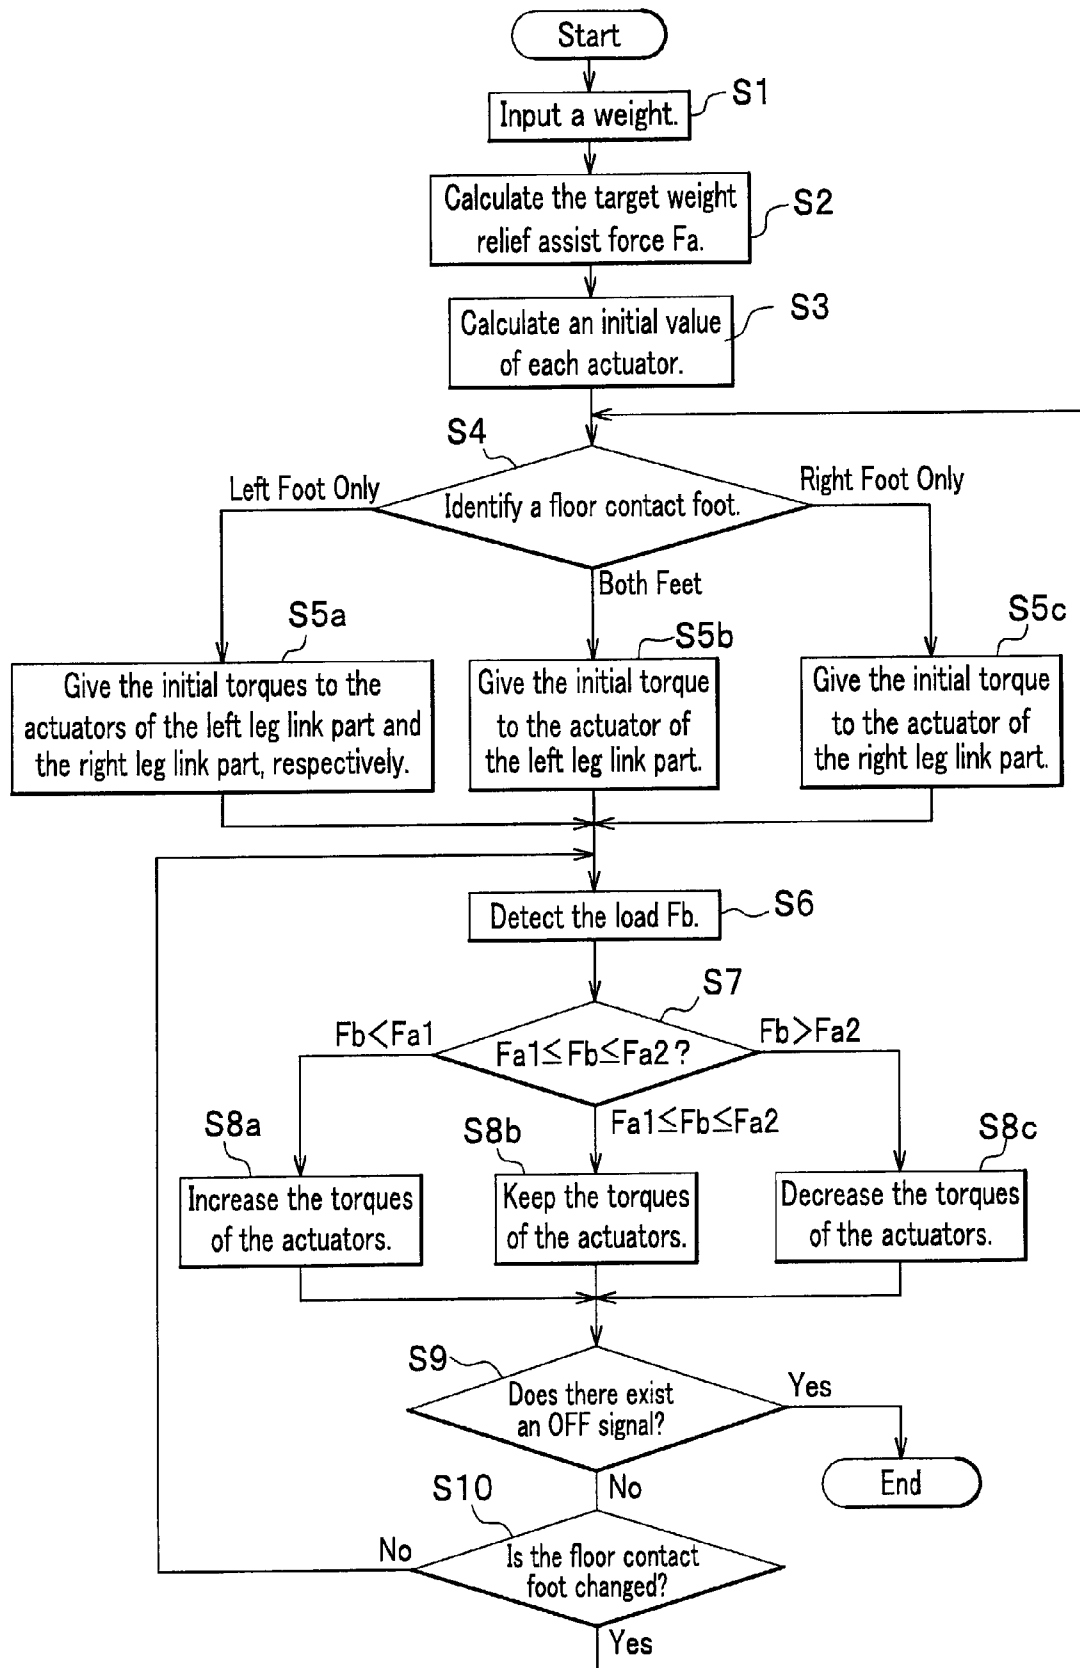 Start
S1
Input a weight.
S2
Calculate the target weight
relief assist force Fa.
S3
Calculate an initial value
of each actuator.
S4
Left Foot Only
Right Foot Only
Identify a floor contact foot.
Both Feet
S5a
S5b
S5c
Give the initial torques to the
actuators of the left leg link part and
the right leg link part, respectively.
Give the initial torque
to the actuator of
the left leg link part.
Give the initial torque
to the actuator of
the right leg link part.
Detect the load Fb.
S6
S7
Fb<Fa1
Fa1≤Fb≤Fa2?
Fb>Fa2
Fa1≤Fb≤Fa2
S8a
S8b
S8c
Increase the torques
of the actuators.
Keep the torques
of the actuators.
Decrease the torques
of the actuators.
S9
Does there exist
an OFF signal?
Yes
End
No
S10
No
Is the floor contact
foot changed?
Yes